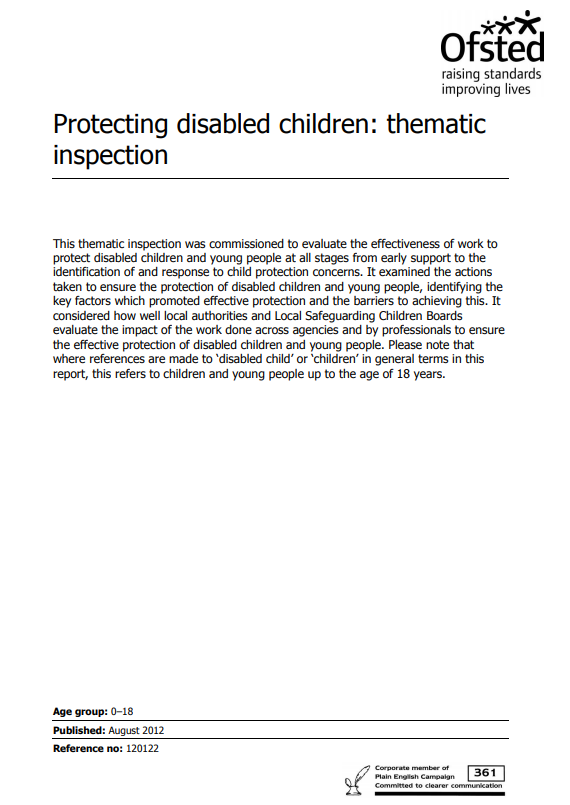 Ofsted
raising standards
improving lives
Protecting disabled children: thematic
inspection
This thematic inspection was commissioned to evaluate the effectiveness of work to
protect disabled children and young people at all stages from early support to the
identification of and response to child protection concerns. It examined the actions
taken to ensure the protection of disabled children and young people, identifying the
key factors which promoted effective protection and the barriers to achieving this. It
considered how well local authorities and Local Safeguarding Children Boards
evaluate the impact of the work done across agencies and by professionals to ensure
the effective protection of disabled children and young people. Please note that
where references are made to ‘disabled child’ or ‘children’ in general terms in this
report, this refers to children and young people up to the age of 18 years.
Age group: 0–18
Published: August 2012
Reference no: 120122
Corporate member of
Plain English Campaign
Committed to clearer communication
361